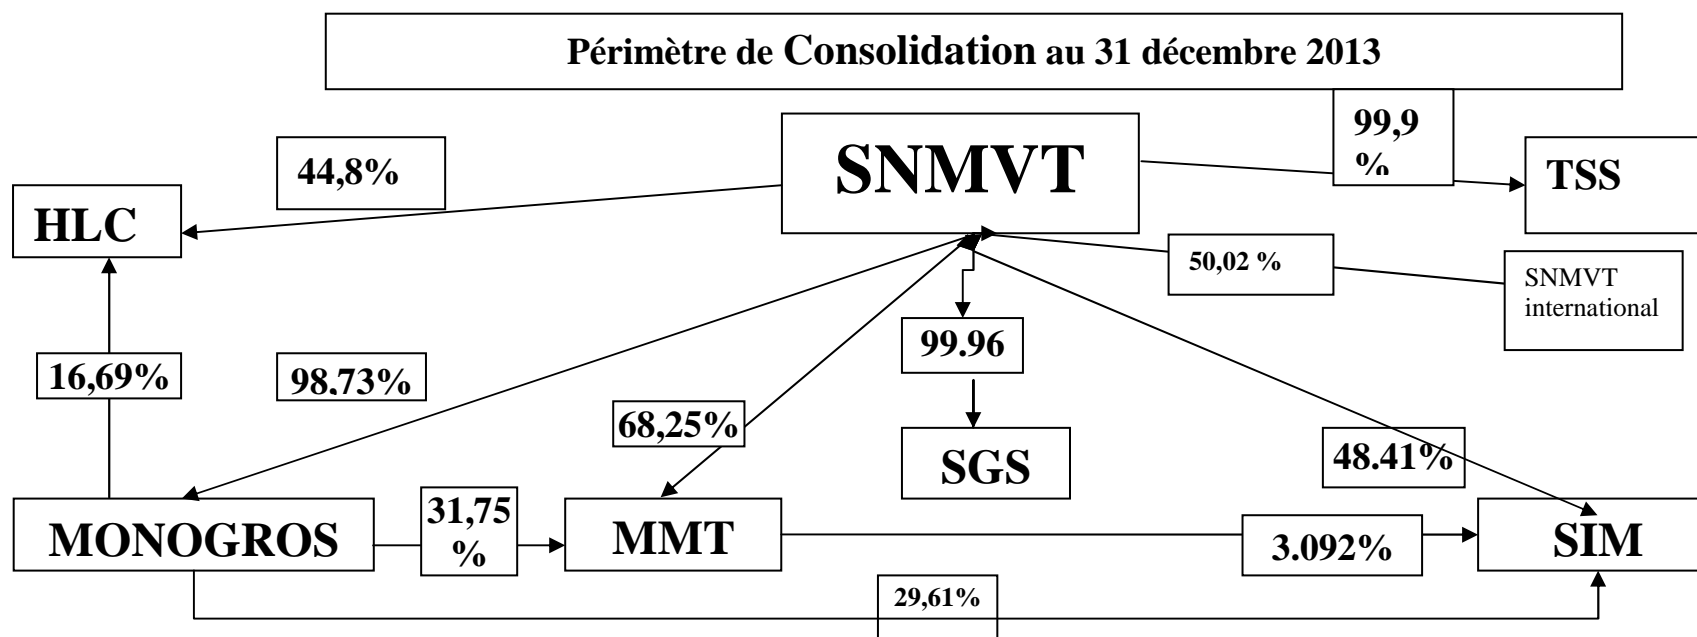 Périmètre de Consolidation au 31 décembre 2013
99,9
%
44,8%
SNMVT
TSS
HLC
50,02 %
SNMVT
international
99.96
16,69%
98,73%
68,25%
SGS
48.41%
MONOGROS
31,75
%
MMT
3.092%
SIM
29,61%